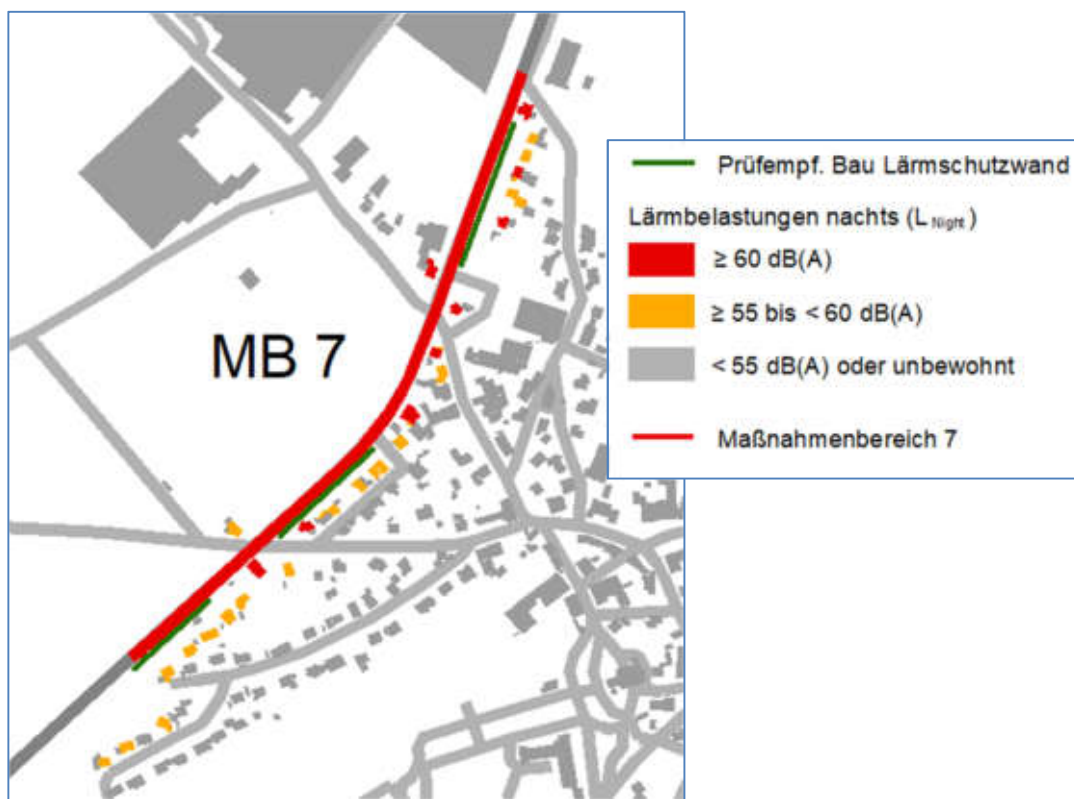 MB 7
Prüfempf. Bau Lärmschutzwand
Lärmbelastungen nachts (L Night )
≥ 60 dB(A)
≥ 55 bis < 60 dB(A)
< 55 dB(A) oder unbewohnt
Maßnahmenbereich 7